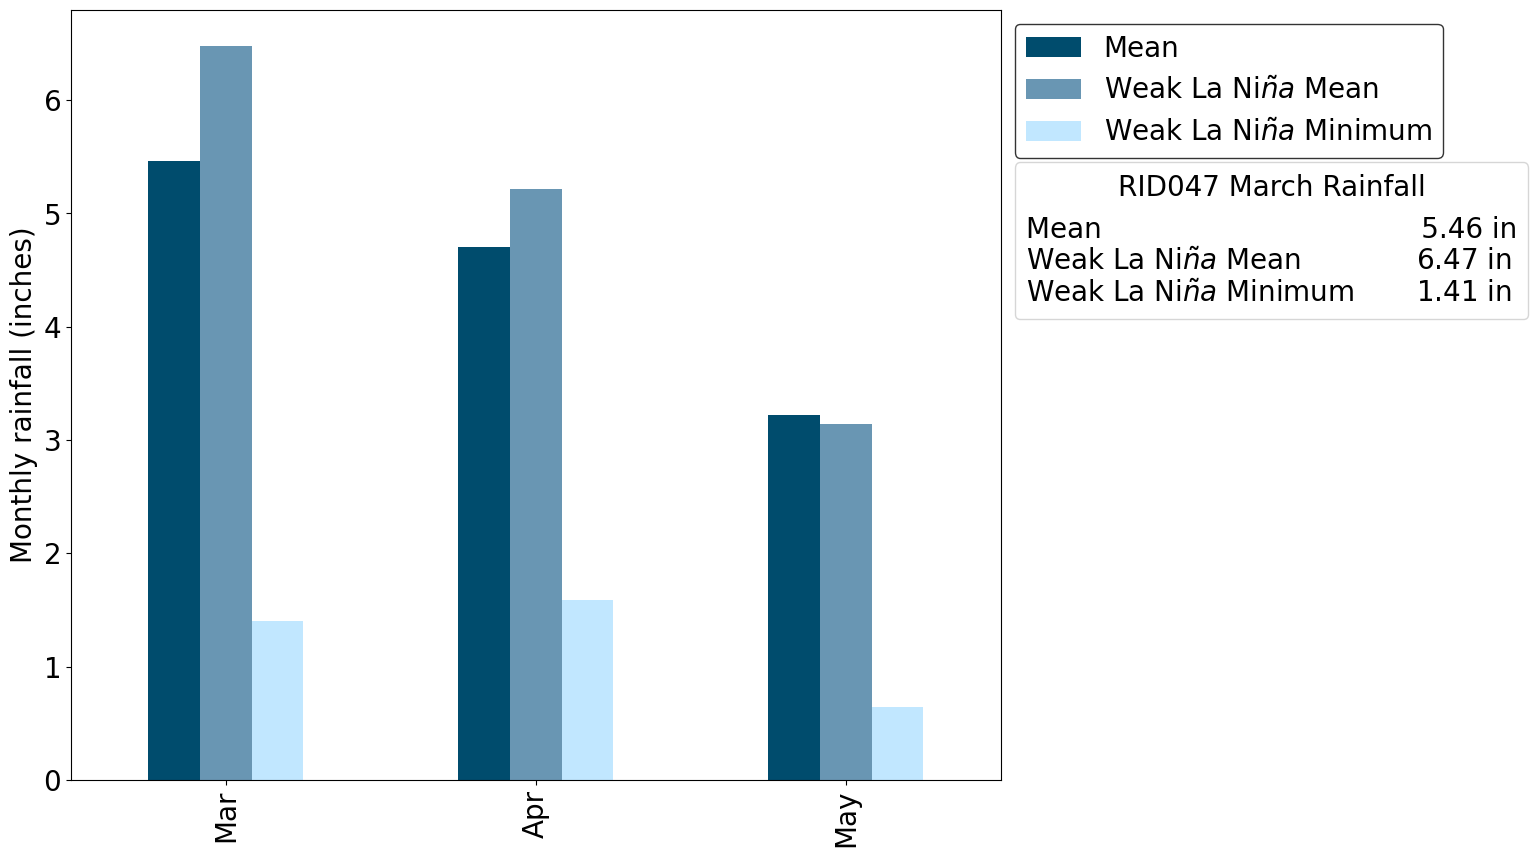 Monthly rainfall (inches)
6
5
4
3
2
1
0
Mar
Apr
May
Mean
Weak La Niña Mean
Weak La Niña Minimum
RID047 March Rainfall
Mean 5.46 in
Weak La Niña Mean 6.47 in
Weak La Niña Minimum 1.41 in